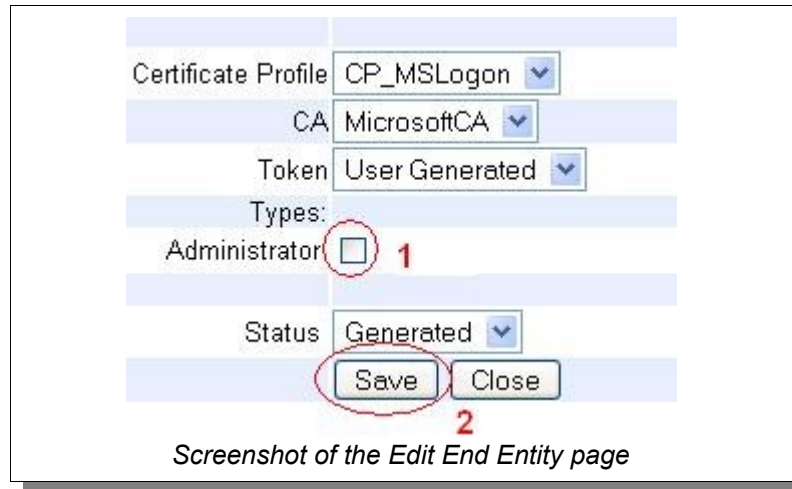 Certificate Profile CP_MSLogon
CA MicrosoftCA
Token User Generated
Types:
Administrator 1
Status Generated
Save Close
2
Screenshot of the Edit End Entity page